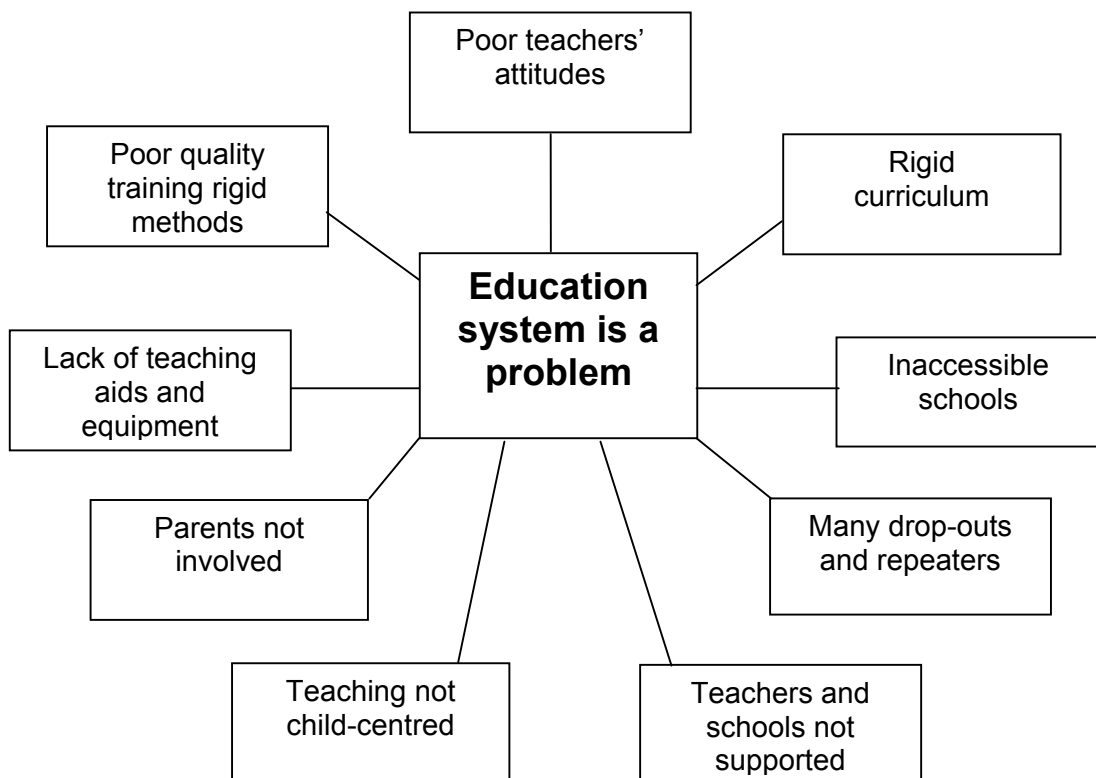 Poor teachers’
attitudes
Poor quality
training rigid
methods
Rigid
curriculum
Education
system is a
problem
Lack of teaching
aids and
equipment
Inaccessible
schools
Parents not
involved
Many drop-outs
and repeaters
Teaching not
child-centred
Teachers and
schools not
supported